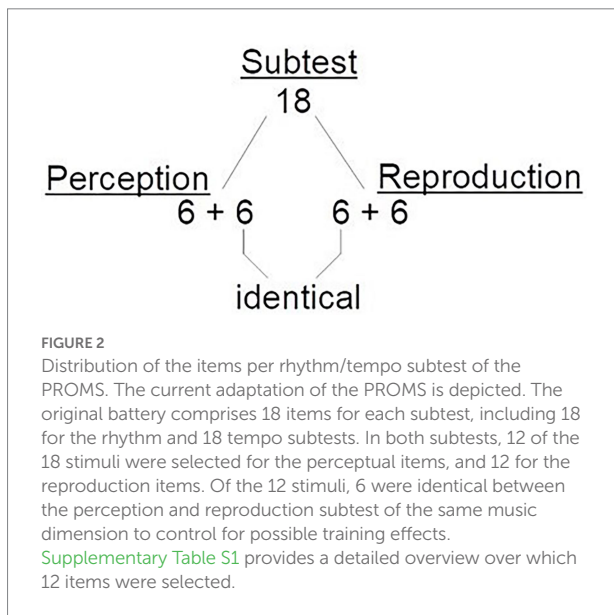 Subtest
18
Perception Reproduction
6 + 6 6 + 6
identical
FIGURE 2
Distribution of the items per rhythm/tempo subtest of the
PROMS. The current adaptation of the PROMS is depicted. The
original battery comprises 18 items for each subtest, including 18
for the rhythm and 18 tempo subtests. In both subtests, 12 of the
18 stimuli were selected for the perceptual items, and 12 for the
reproduction items. Of the 12 stimuli, 6 were identical between
the perception and reproduction subtest of the same music
dimension to control for possible training effects.
Supplementary Table S1 provides a detailed overview over which
12 items were selected.